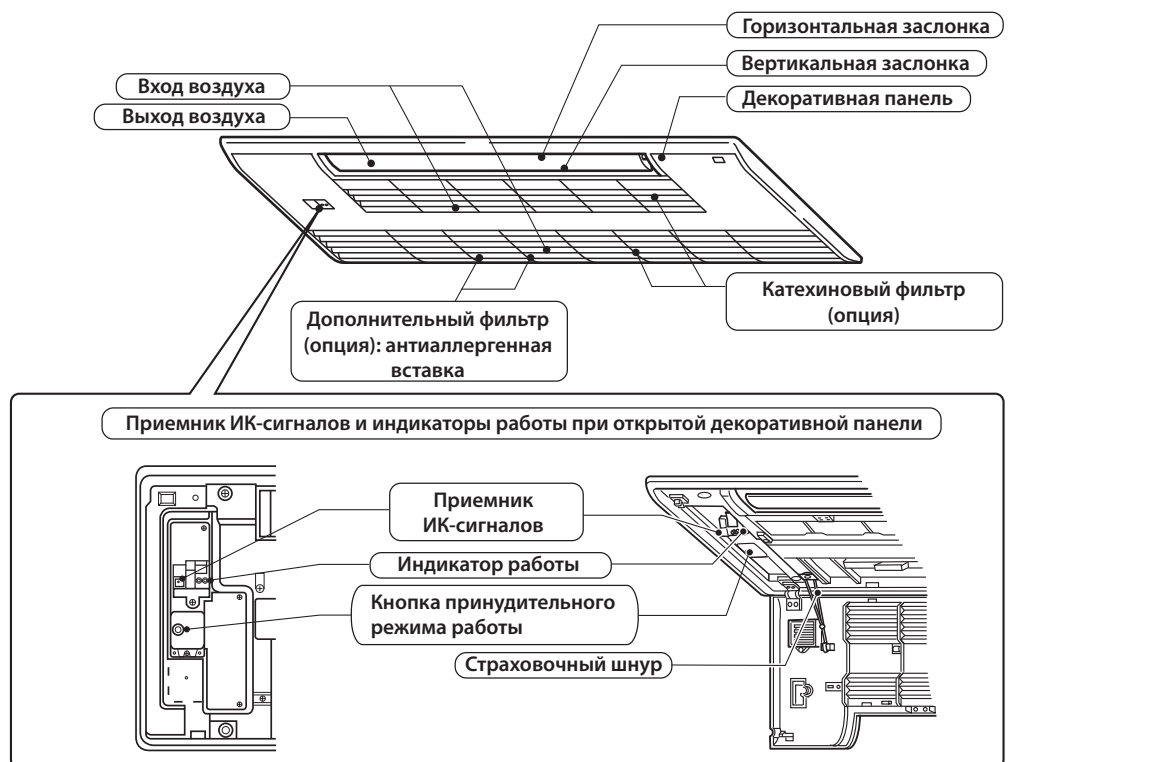 Горизонтальная заслонка
Вертикальная заслонка
Декоративная панель
Вход воздуха
Выход воздуха
Дополнительный фильтр
(опция): антиаллергенная
вставка
Катехиновый фильтр
(опция)
Приемник ИК-сигналов и индикаторы работы при открытой декоративной панели
Приемник
ИК-сигналов
Индикатор работы
Кнопка принудительного
режима работы
Страховочный шнур